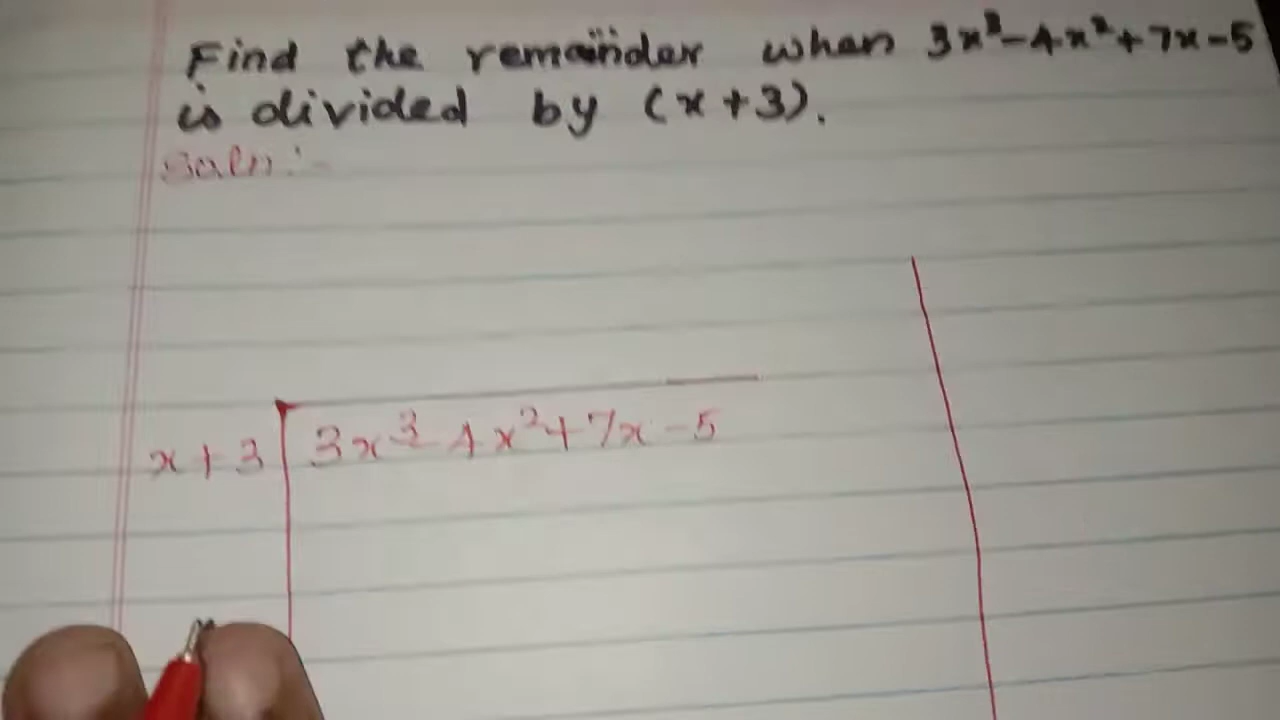 Find the remainder when 3x³-4x²+7x-5
is divided by (x+3).
Soln:-
x+3 3x³-4x²+7x-5